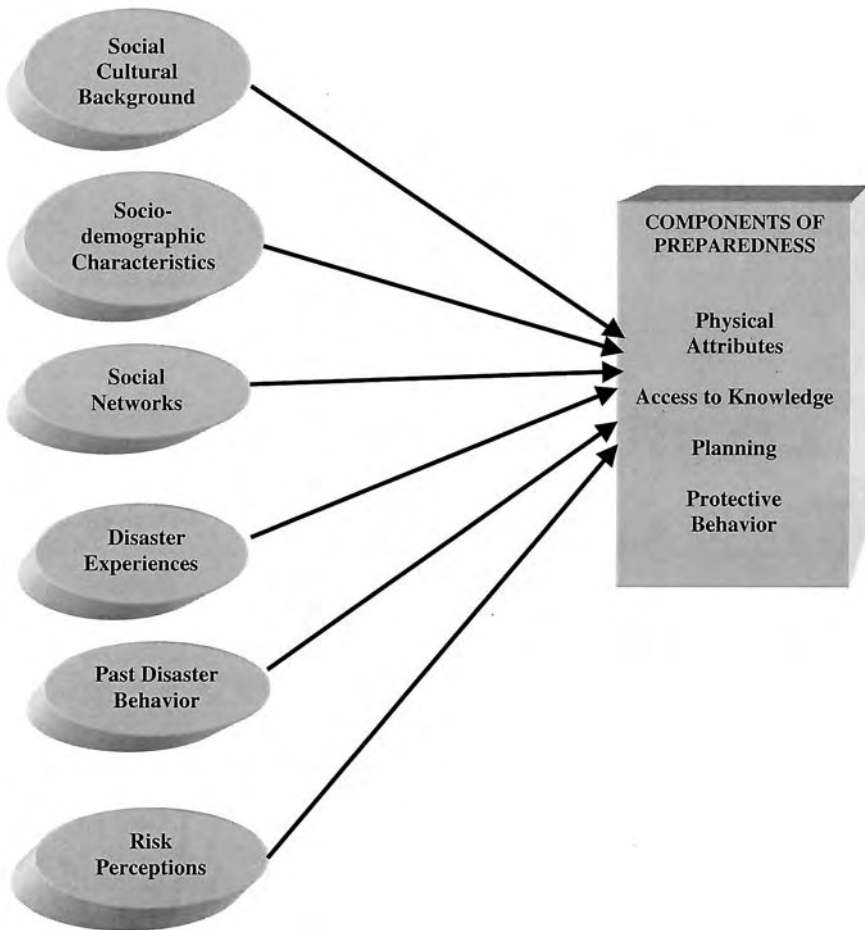 Social
Cultural
Background
Socio-
demographic
Characteristics
Social
Networks
Disaster
Experiences
Past Disaster
Behavior
Risk
Perceptions
COMPONENTS OF
PREPAREDNESS
Physical
Attributes
Access to Knowledge
Planning
Protective
Behavior